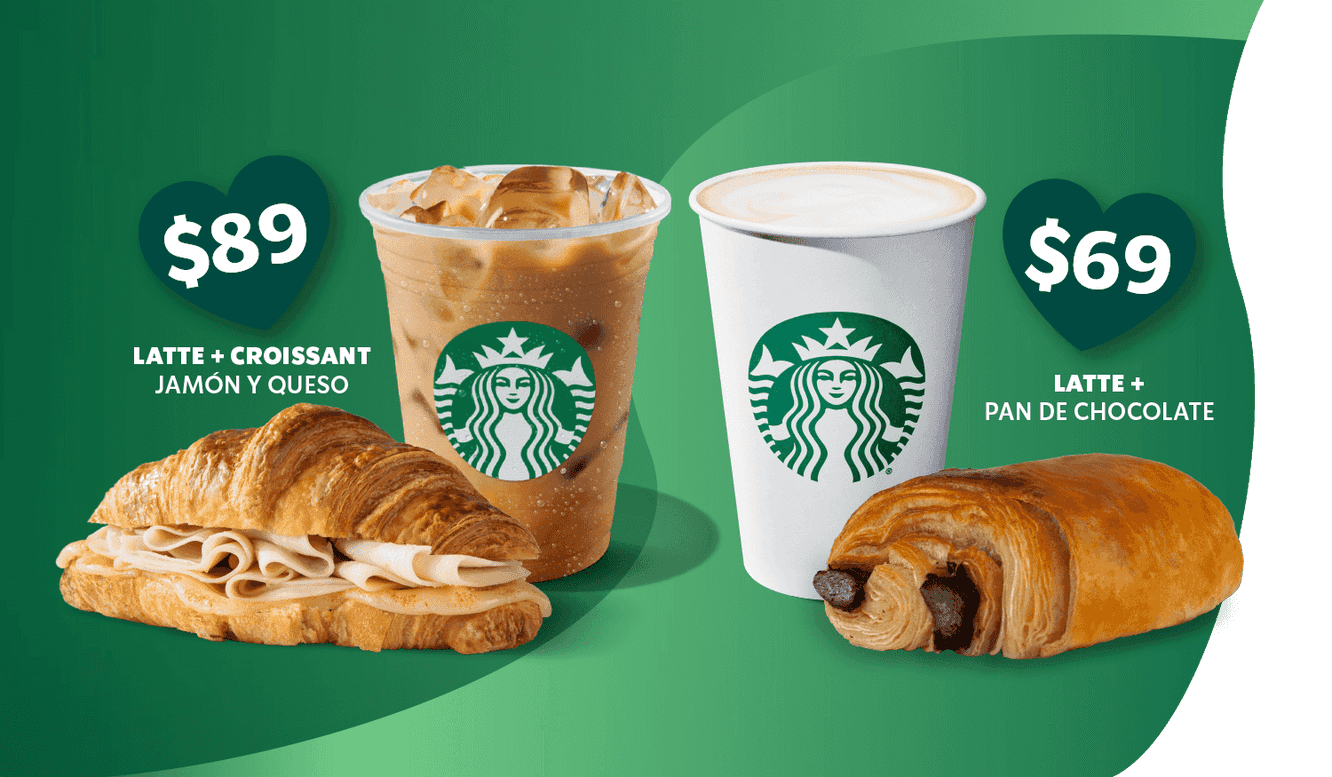 $89
LATTE + CROISSANT
JAMÓN Y QUESO
$69
LATTE +
PAN DE CHOCOLATE